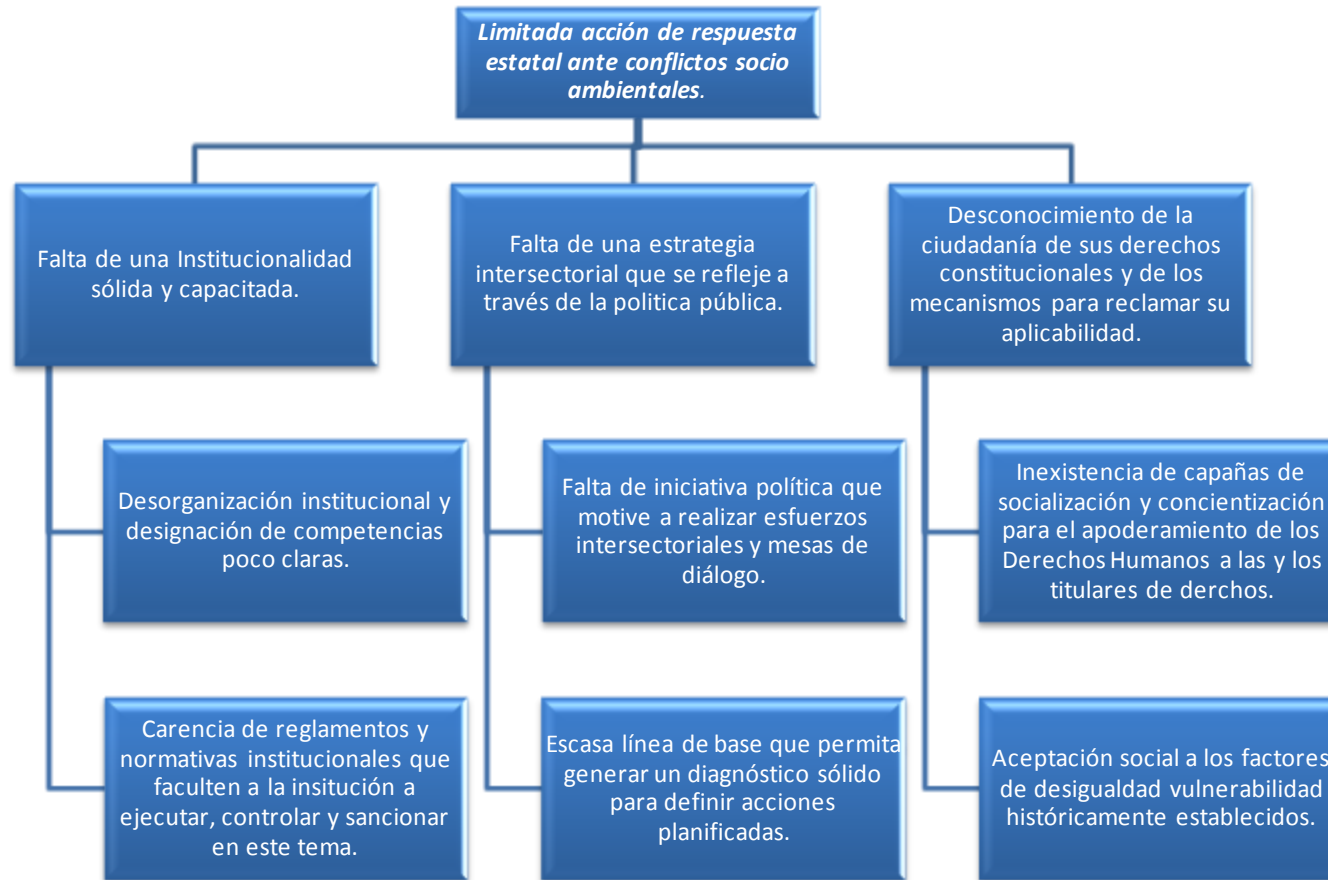 Limitada acción de respuesta
estatal ante conflictos socio
ambientales.
Falta de una Institucionalidad
sólida y capacitada.
Falta de una estrategia
intersectorial que se refleje a
través de la politica pública.
Desconocimiento de la
ciudadanía de sus derechos
constitucionales y de los
mecanismos para reclamar su
aplicabilidad.
Desorganización institucional y
designación de competencias
poco claras.
Falta de iniciativa política que
motive a realizar esfuerzos
intersectoriales y mesas de
diálogo.
Inexistencia de capañas de
socialización y concientización
para el apoderamiento de los
Derechos Humanos a las y los
titulares de derchos.
Carencia de reglamentos y
normativas institucionales que
faculten a la insitución a
ejecutar, controlar y sancionar
en este tema.
Escasa línea de base que permita
generar un diagnóstico sólido
para definir acciones
planificadas.
Aceptación social a los factores
de desigualdad vulnerabilidad
históricamente establecidos.